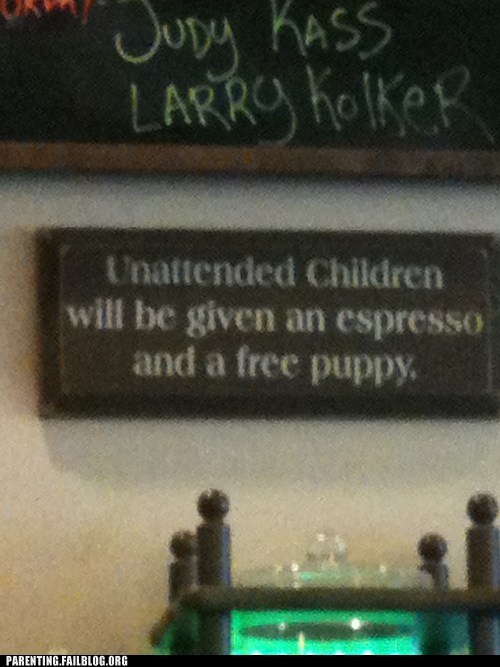 JUDY KASS
LARRY KOlKeR
Unattended Children
will be given an espresso
and a free puppy.
PARENTING.FAILBLOG.ORG